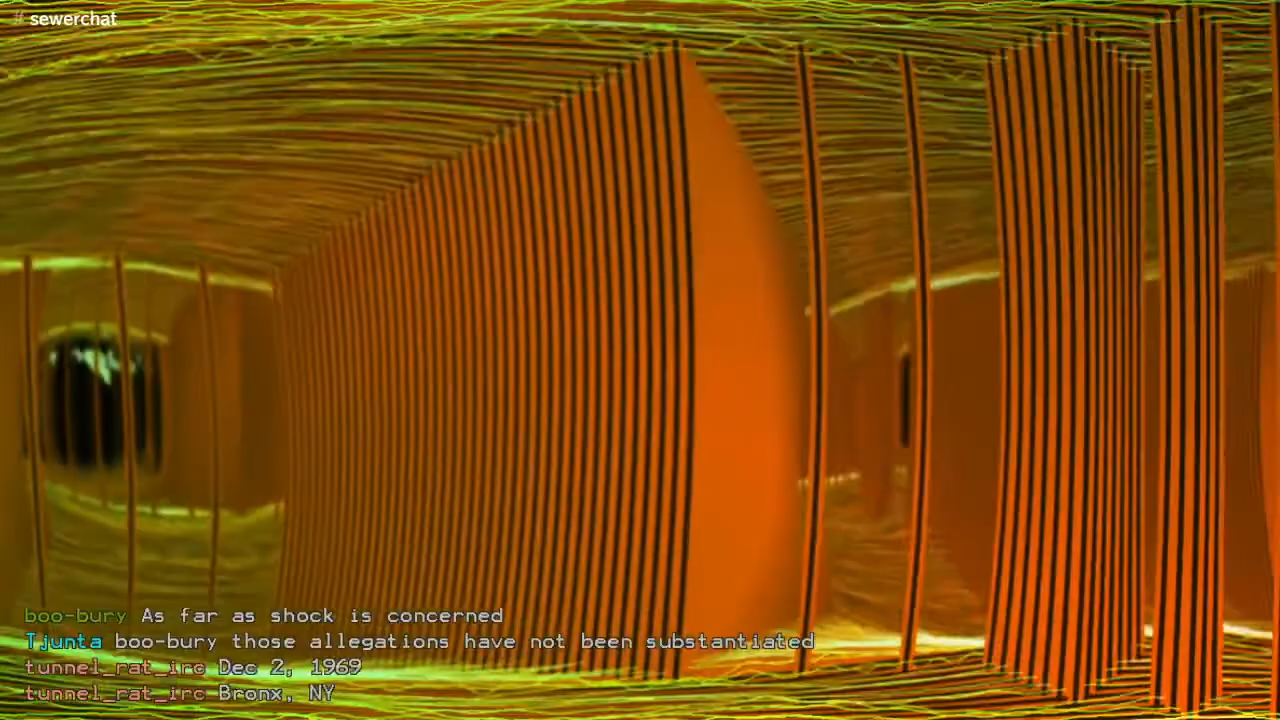 # sewerchat
boo-bury As far as shock is concerned
Tjunta boo-bury those allegations have not been substantiated
tunnel_rat_irc Dec 2, 1969
tunnel_rat_irc Bronx, NY